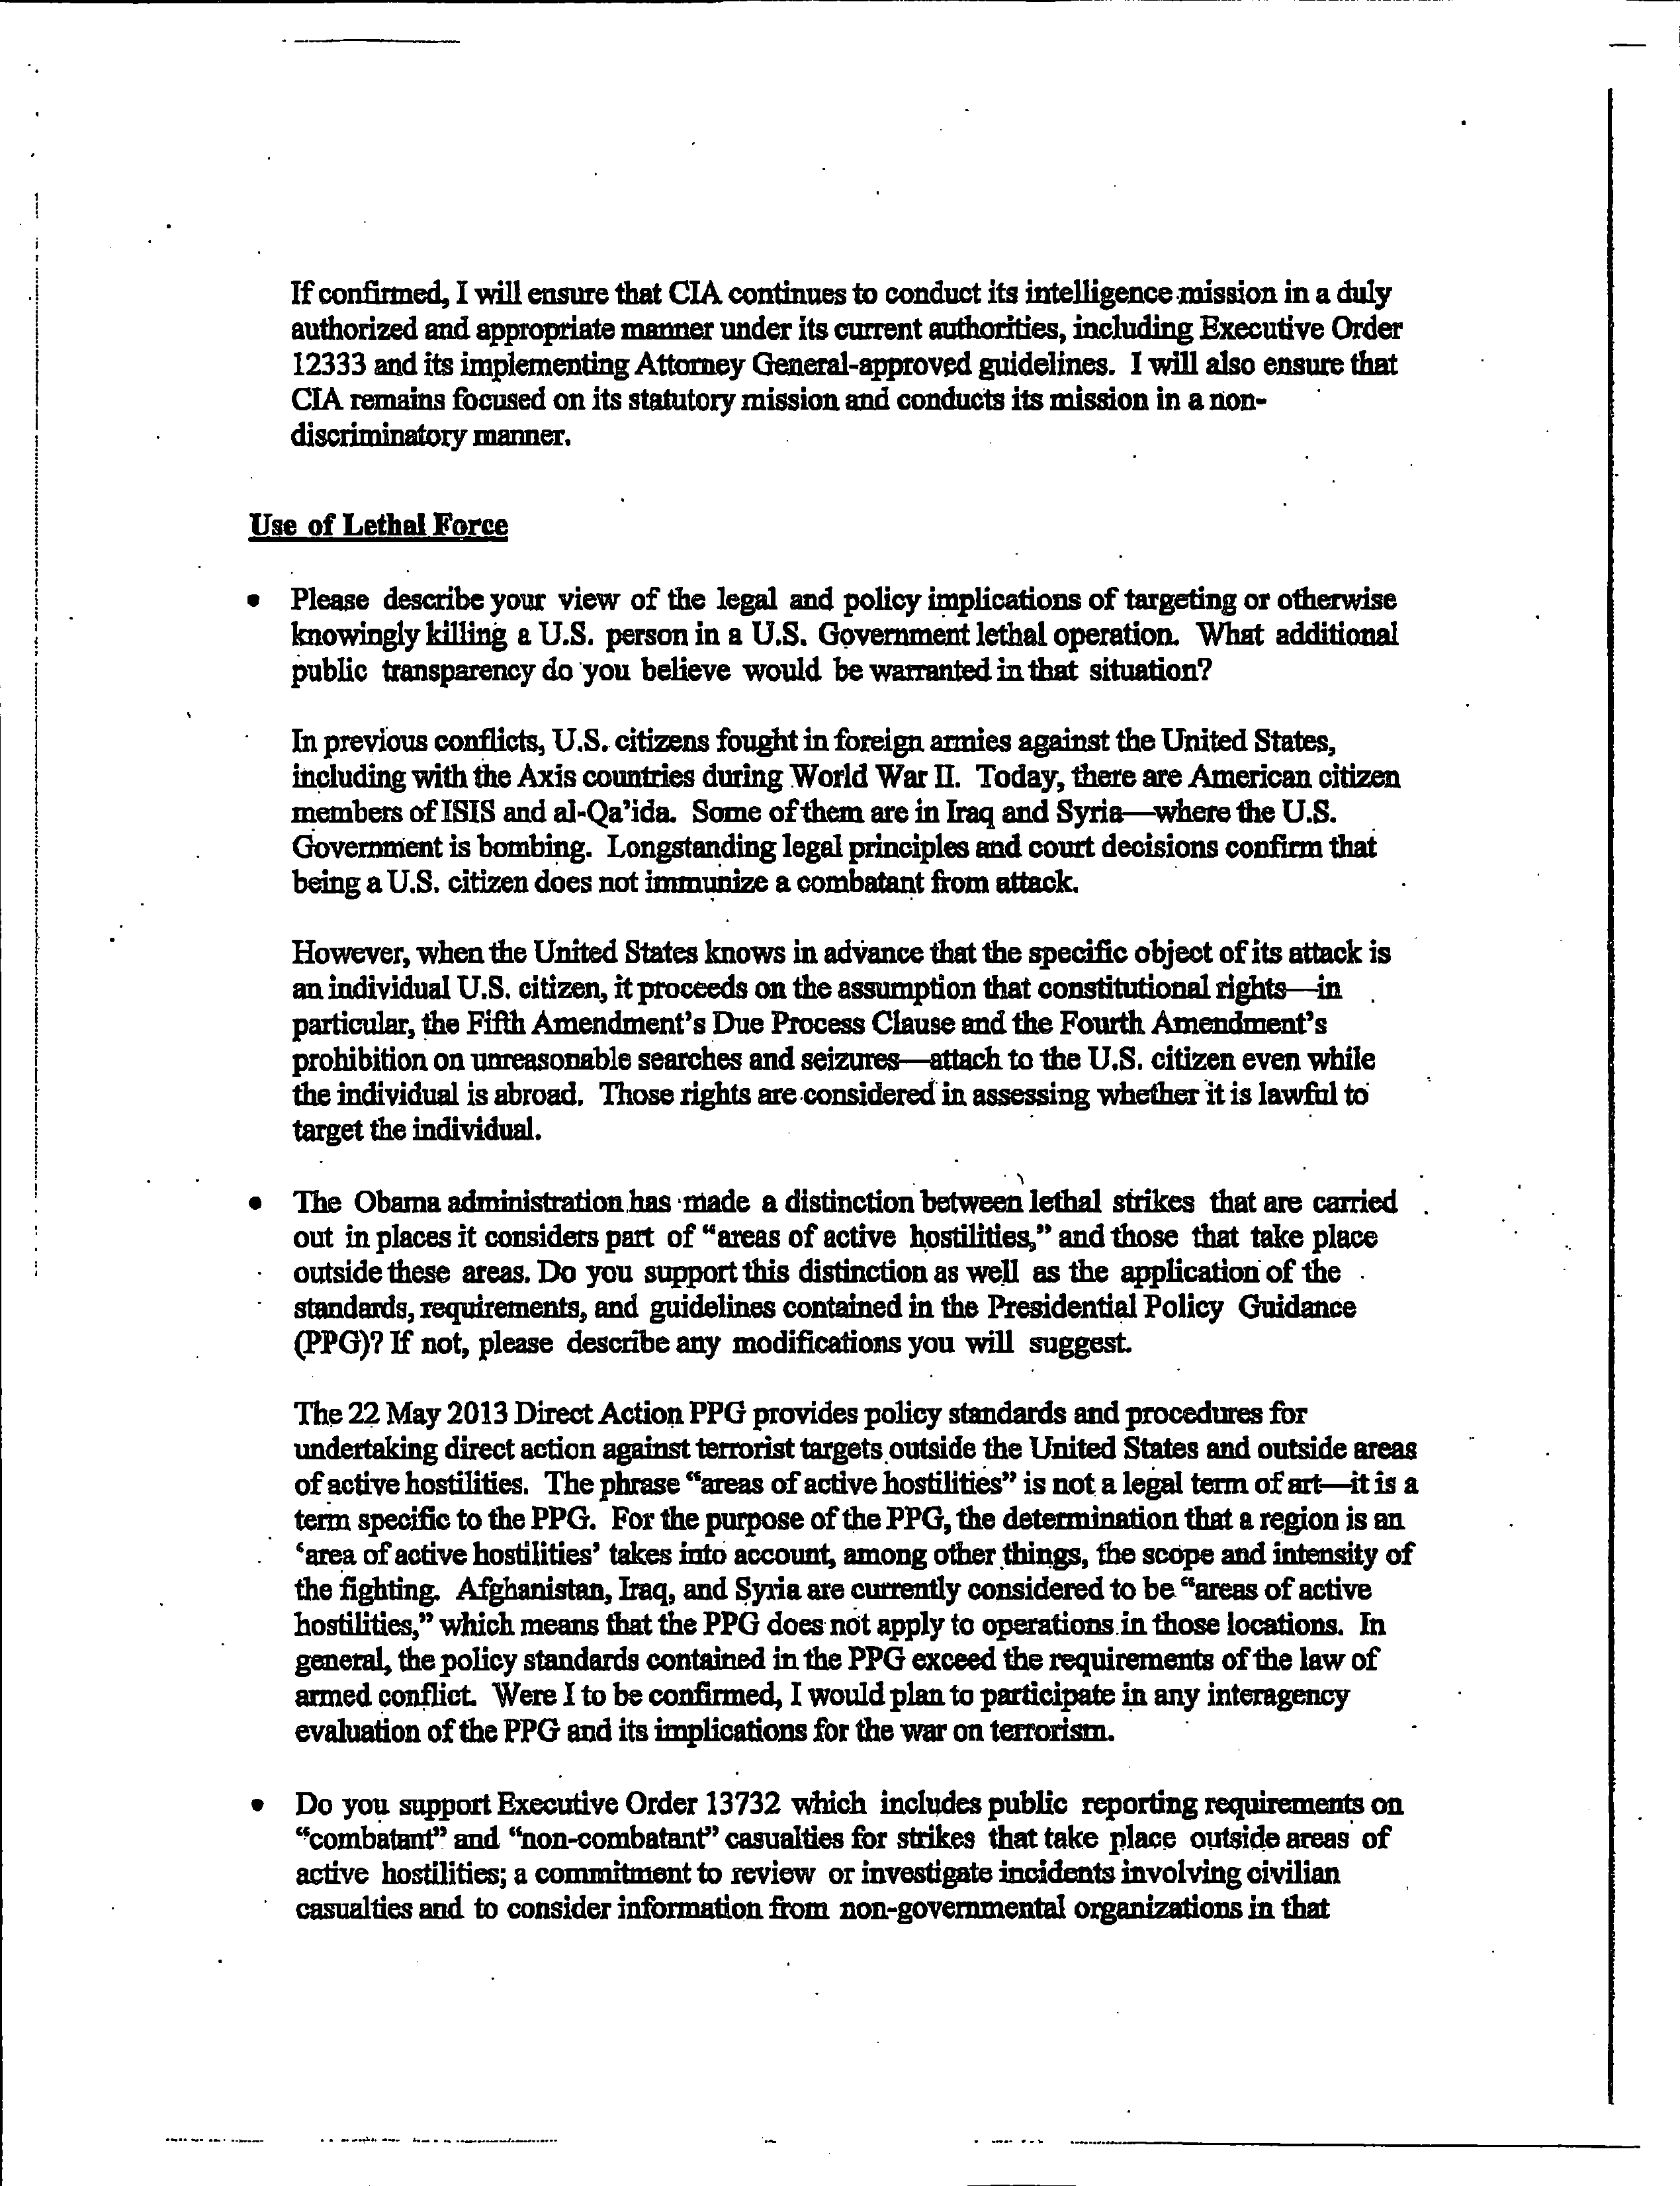 If confirmed, I will ensure that CIA continues to conduct its intelligence mission in a duly
authorized and appropriate manner under its current authorities, including Executive Order
12333 and its implementing Attorney General-approved guidelines. I will also ensure that
CIA remains focused on its statutory mission and conducts its mission in a non-
discriminatory manner.
Use of Lethal Force
• Please describe your view of the legal and policy implications of targeting or otherwise
knowingly killing a U.S. person in a U.S. Government lethal operation. What additional
public transparency do you believe would be warranted in that situation?
In previous conflicts, U.S. citizens fought in foreign armies against the United States,
including with the Axis countries during World War II. Today, there are American citizen
members of ISIS and al-Qa'ida. Some of them are in Iraq and Syria—where the U.S.
Government is bombing. Longstanding legal principles and court decisions confirm that
being a U.S. citizen does not immunize a combatant from attack.
However, when the United States knows in advance that the specific object of its attack is
an individual U.S. citizen, it proceeds on the assumption that constitutional rights—in
particular, the Fifth Amendment's Due Process Clause and the Fourth Amendment's
prohibition on unreasonable searches and seizures—attach to the U.S. citizen even while
the individual is abroad. Those rights are considered in assessing whether it is lawful to
target the individual.
• The Obama administration has made a distinction between lethal strikes that are carried
out in places it considers part of "areas of active hostilities," and those that take place
outside these areas. Do you support this distinction as well as the application of the
standards, requirements, and guidelines contained in the Presidential Policy Guidance
(PPG)? If not, please describe any modifications you will suggest.
The 22 May 2013 Direct Action PPG provides policy standards and procedures for
undertaking direct action against terrorist targets outside the United States and outside areas
of active hostilities. The phrase "areas of active hostilities" is not a legal term of art—it is a
term specific to the PPG. For the purpose of the PPG, the determination that a region is an
'area of active hostilities' takes into account, among other things, the scope and intensity of
the fighting. Afghanistan, Iraq, and Syria are currently considered to be "areas of active
hostilities," which means that the PPG does not apply to operations in those locations. In
general, the policy standards contained in the PPG exceed the requirements of the law of
armed conflict. Were I to be confirmed, I would plan to participate in any interagency
evaluation of the PPG and its implications for the war on terrorism.
• Do you support Executive Order 13732 which includes public reporting requirements on
"combatant" and "non-combatant" casualties for strikes that take place outside areas of
active hostilities; a commitment to review or investigate incidents involving civilian
casualties and to consider information from non-governmental organizations in that